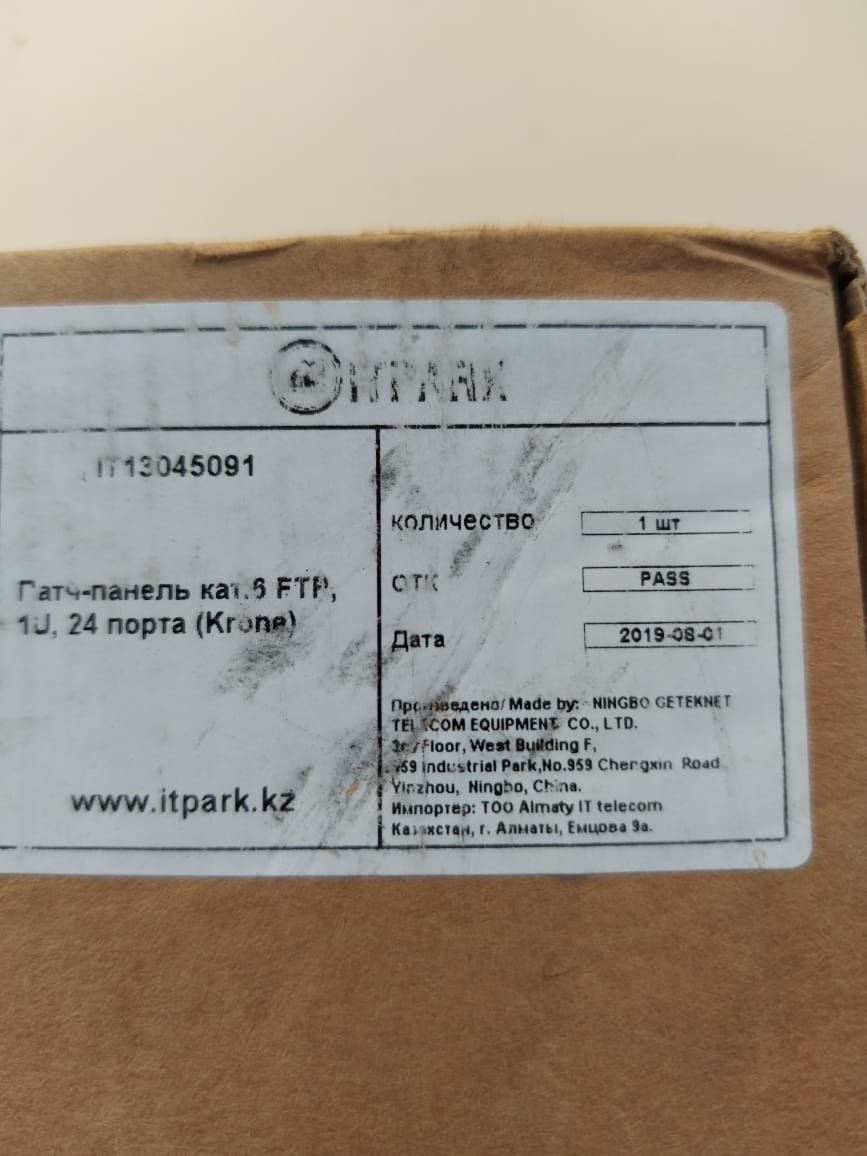 ITPARK
IT13045091
Патч-панель кат.6 FTP,
1U, 24 порта (Krone)
www.itpark.kz
количество 1 шт
ОТК PASS
Дата 2019-08-01
Произведено/ Made by: NINGBO GETEKNET
TELECOM EQUIPMENT CO., LTD.
Floor, West Building F,
Industrial Park,No.959 Chengxin Road
Yinzhou, Ningbo, China.
Импортер: ТОО Almaty IT telecom
Казахстан, г. Алматы, Емцова 9а.